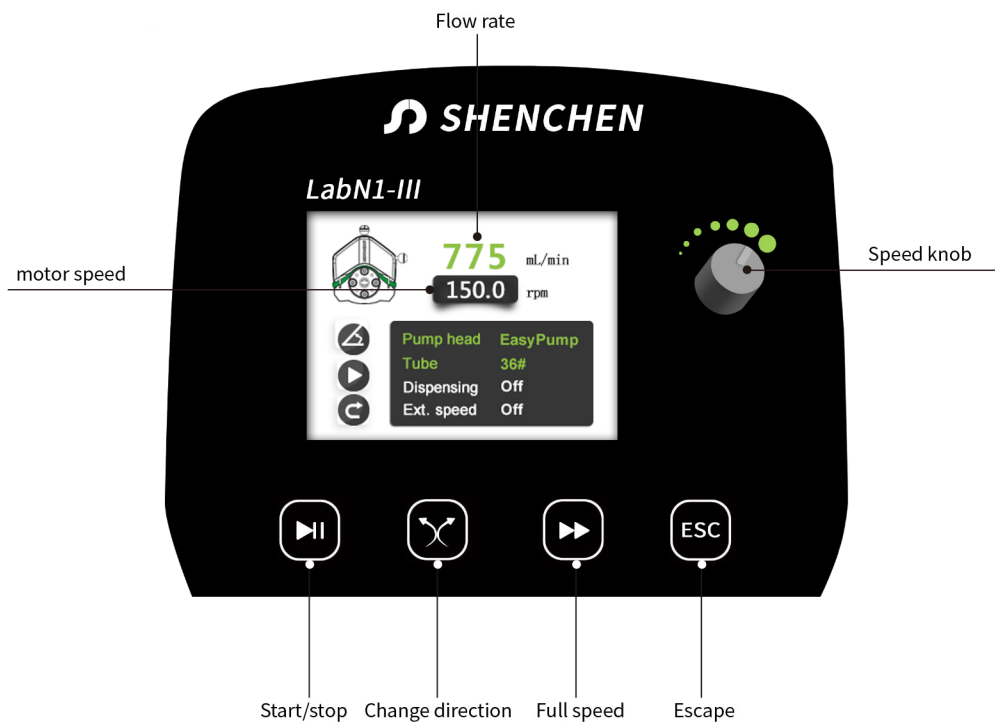 Flow rate
SHENCHEN
LabN1-III
775 mL/min
motor speed
150.0 rpm
Speed knob
Pump head EasyPump
Tube 36#
Dispensing Off
Ext. speed Off
ESC
Start/stop
Change direction
Full speed
Escape